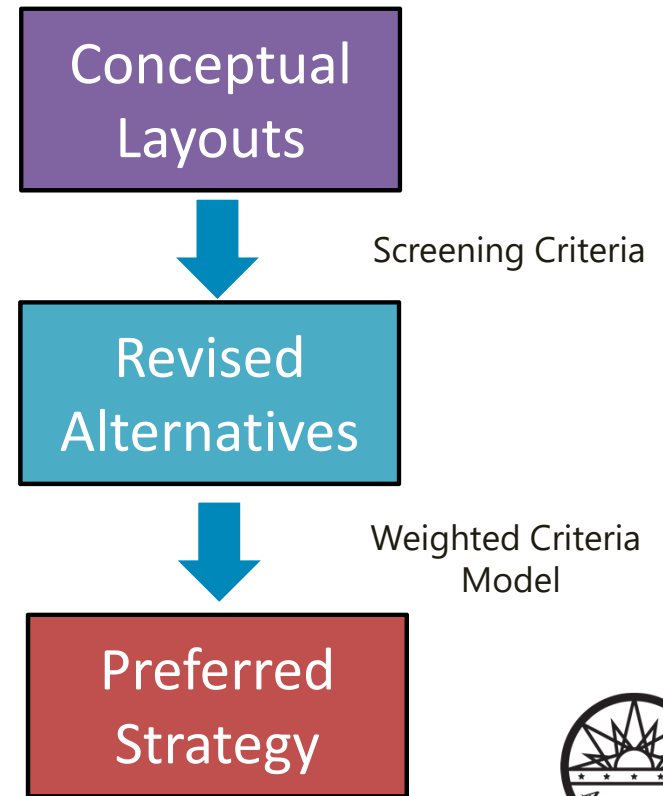 Conceptual
Layouts
Screening Criteria
Revised
Alternatives
Weighted Criteria
Model
Preferred
Strategy